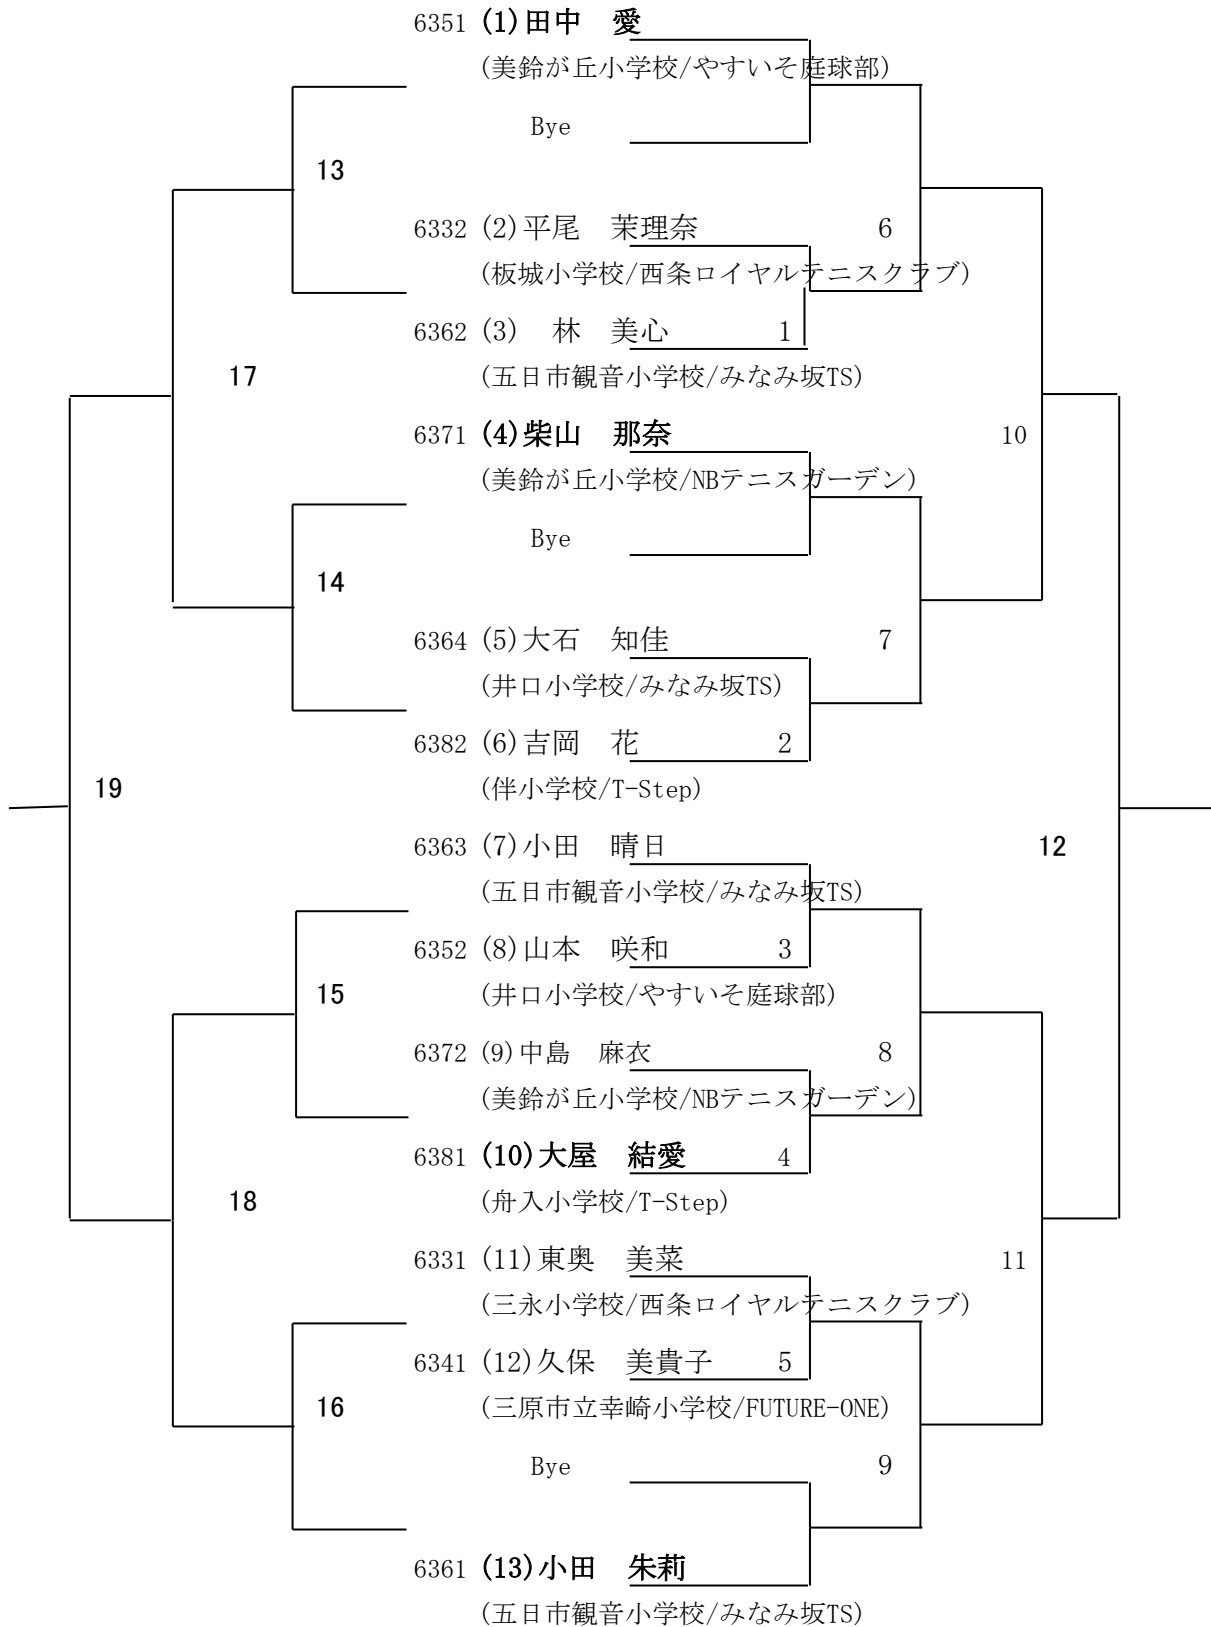 6351 (1)田中　愛
(美鈴が丘小学校/やすいそ庭球部)
Bye
13
6332 (2)平尾　茉理奈 6
(板城小学校/西条ロイヤルテニスクラブ)
6362 (3)　林　美心 1
17 (五日市観音小学校/みなみ坂TS)
6371 (4)柴山　那奈 10
(美鈴が丘小学校/NBテニスガーデン)
Bye
14
6364 (5)大石　知佳 7
(井口小学校/みなみ坂TS)
6382 (6)吉岡　花 2
19 (伴小学校/T-Step)
6363 (7)小田　晴日 12
(五日市観音小学校/みなみ坂TS)
6352 (8)山本　咲和 3
15 (井口小学校/やすいそ庭球部)
6372 (9)中島　麻衣 8
(美鈴が丘小学校/NBテニスガーデン)
6381 (10)大屋　結愛 4
18 (舟入小学校/T-Step)
6331 (11)東奥　美菜 11
(三永小学校/西条ロイヤルテニスクラブ)
6341 (12)久保　美貴子 5
16 (三原市立幸崎小学校/FUTURE-ONE)
Bye 9
6361 (13)小田　朱莉
(五日市観音小学校/みなみ坂TS)